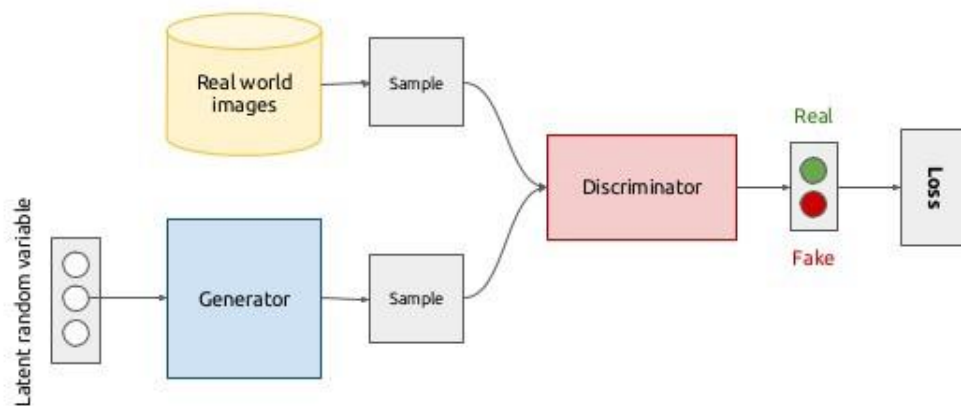 Real world
images
Sample
Real
Discriminator
Loss
Fake
Latent random variable
Generator
Sample